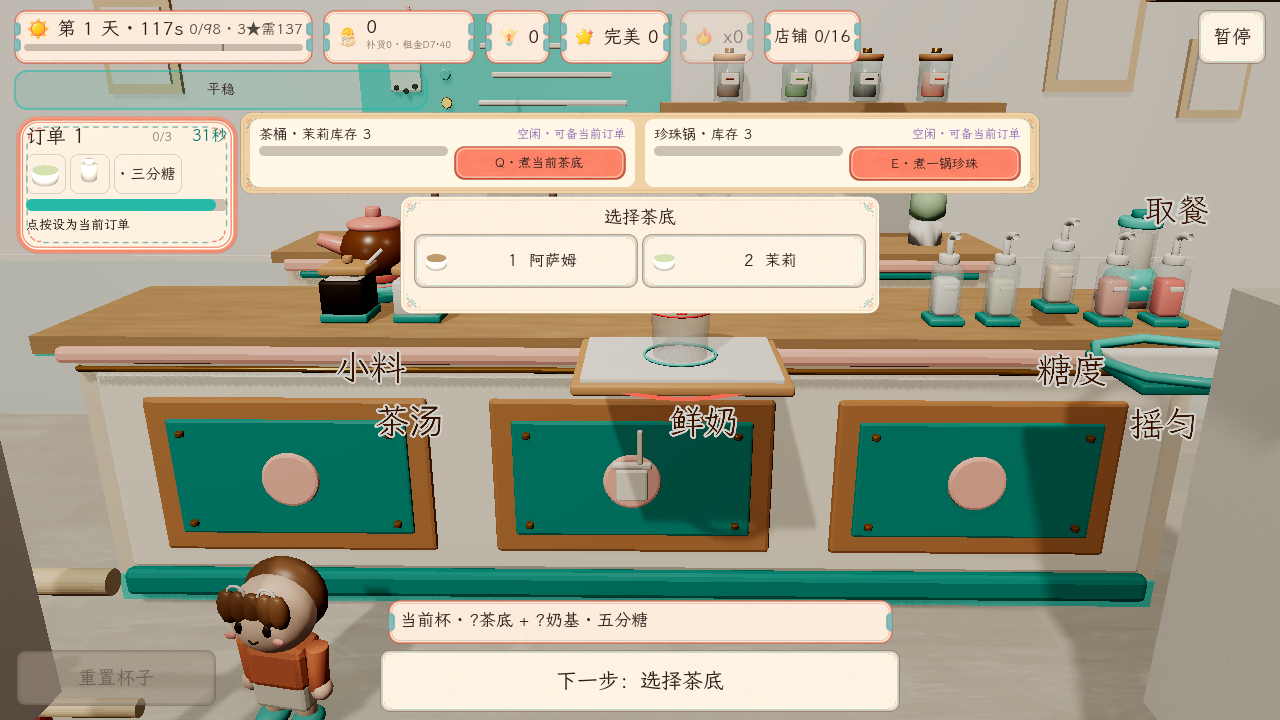 第 1 天・117s 0/98・3★需137
0
补货0・租金D7・40
0
完美 0
x0
店铺 0/16
暂停
平稳
订单 1
0/3
31秒
・三分糖
点按设为当前订单
茶桶・茉莉库存 3
空闲・可备当前订单
Q・煮当前茶底
珍珠锅・库存 3
空闲・可备当前订单
E・煮一锅珍珠
选择茶底
1 阿萨姆
2 茉莉
取餐
小料
糖度
茶汤
鲜奶
摇匀
当前杯・?茶底 + ?奶基・五分糖
重置杯子
下一步: 选择茶底